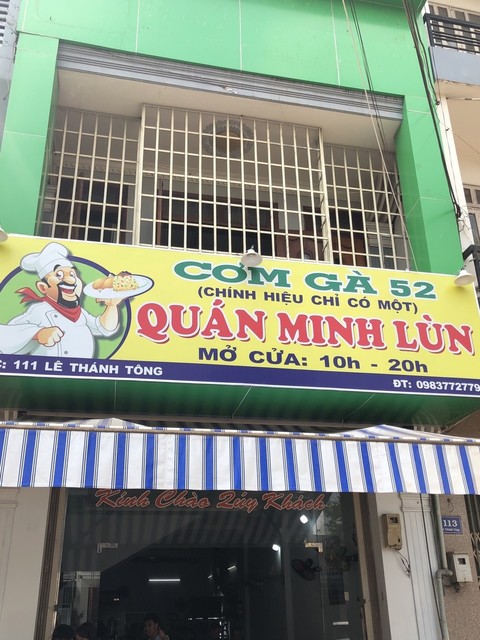 CƠM GÀ 52
(CHÍNH HIỆU CHỈ CÓ MỘT)
QUÁN MINH LÙN
MỞ CỬA: 10h - 20h
C: 111 LÊ THÁNH TÔNG
ĐT: 0983772779
Kính Chào Qúy Khách
113